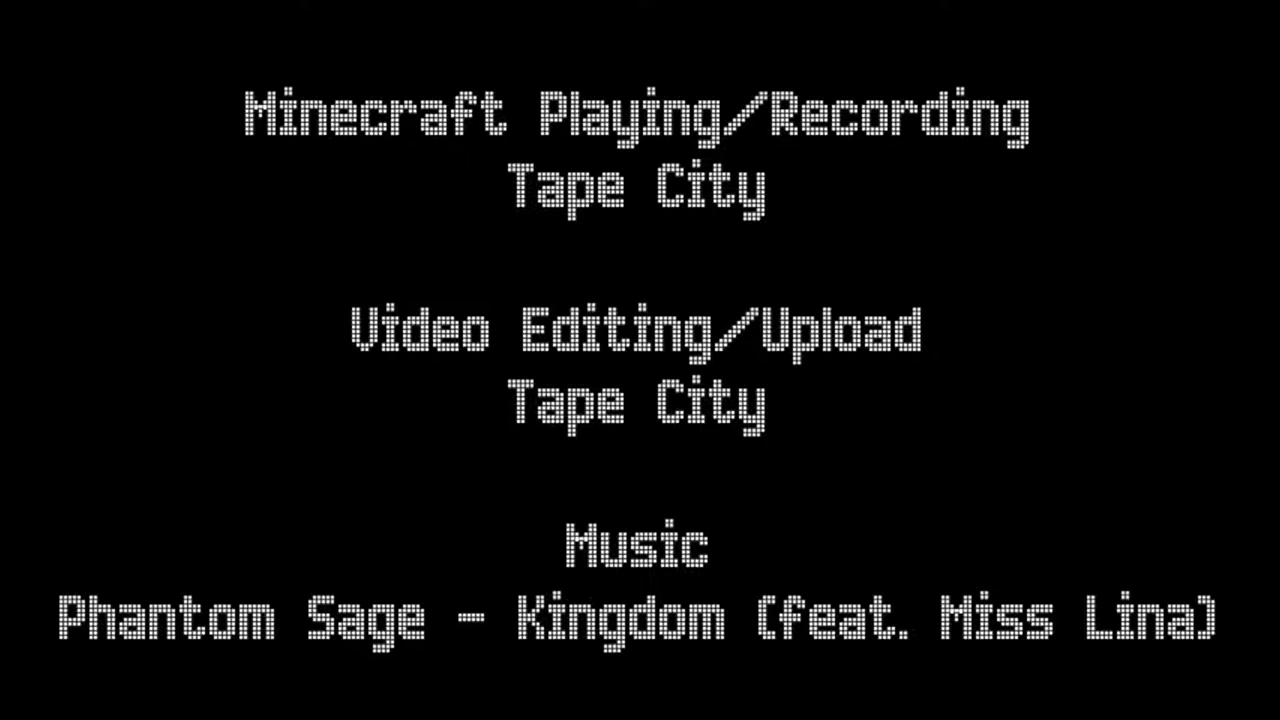 Minecraft Playing/Recording
Tape City
Video Editing/Upload
Tape City
Music
Phantom Sage - Kingdom (feat. Miss Lina)